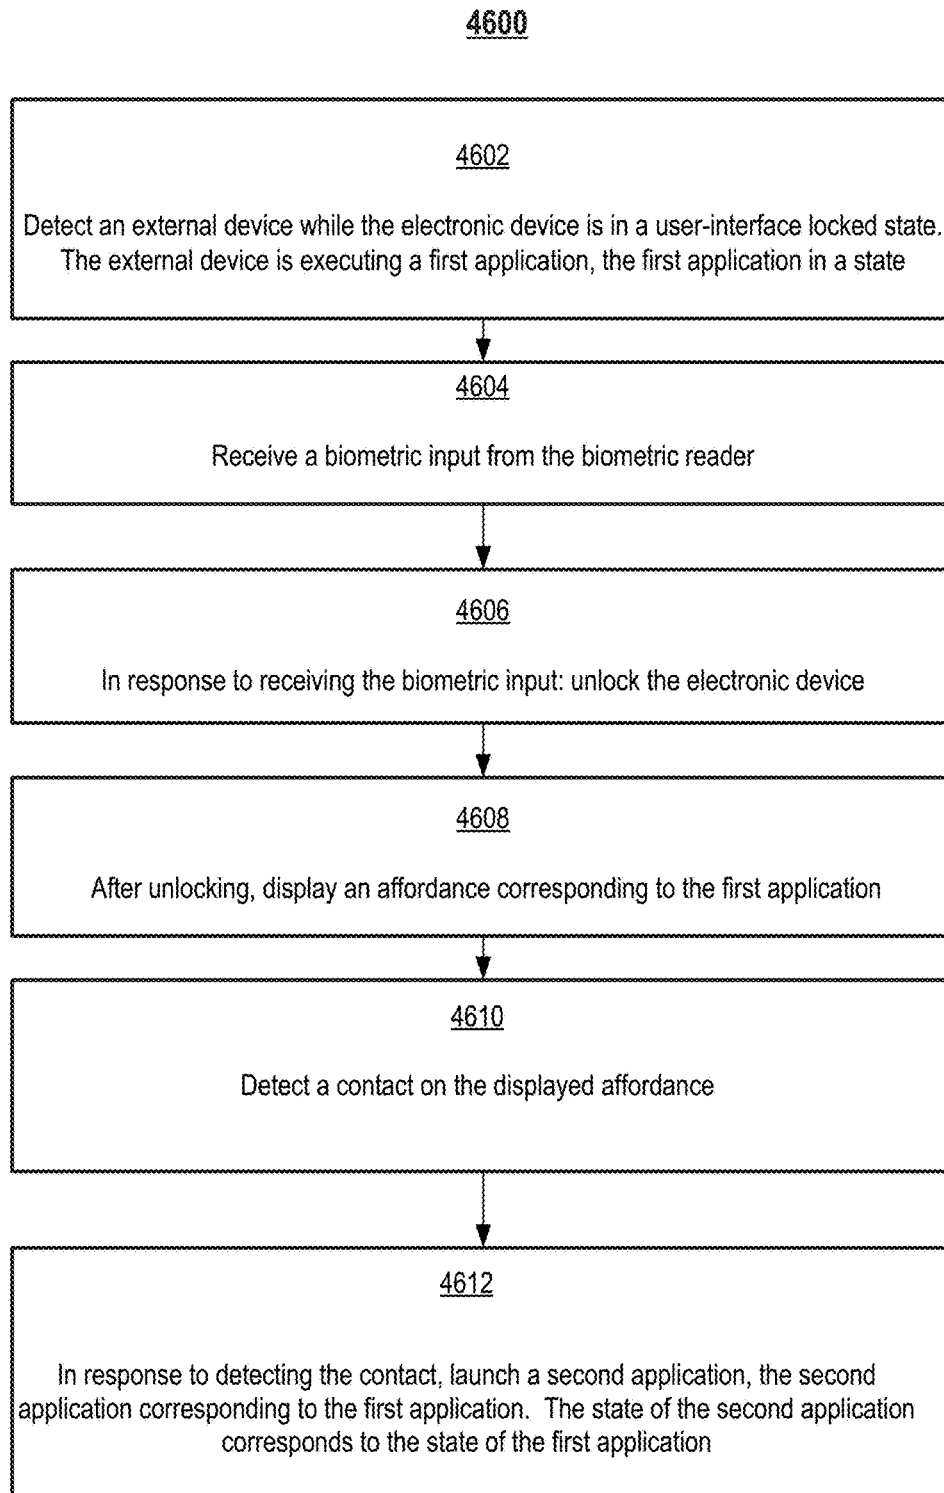 4600
4602
Detect an external device while the electronic device is in a user-interface locked state.
The external device is executing a first application, the first application in a state
4604
Receive a biometric input from the biometric reader
4606
In response to receiving the biometric input: unlock the electronic device
4608
After unlocking, display an affordance corresponding to the first application
4610
Detect a contact on the displayed affordance
4612
In response to detecting the contact, launch a second application, the second
application corresponding to the first application. The state of the second application
corresponds to the state of the first application